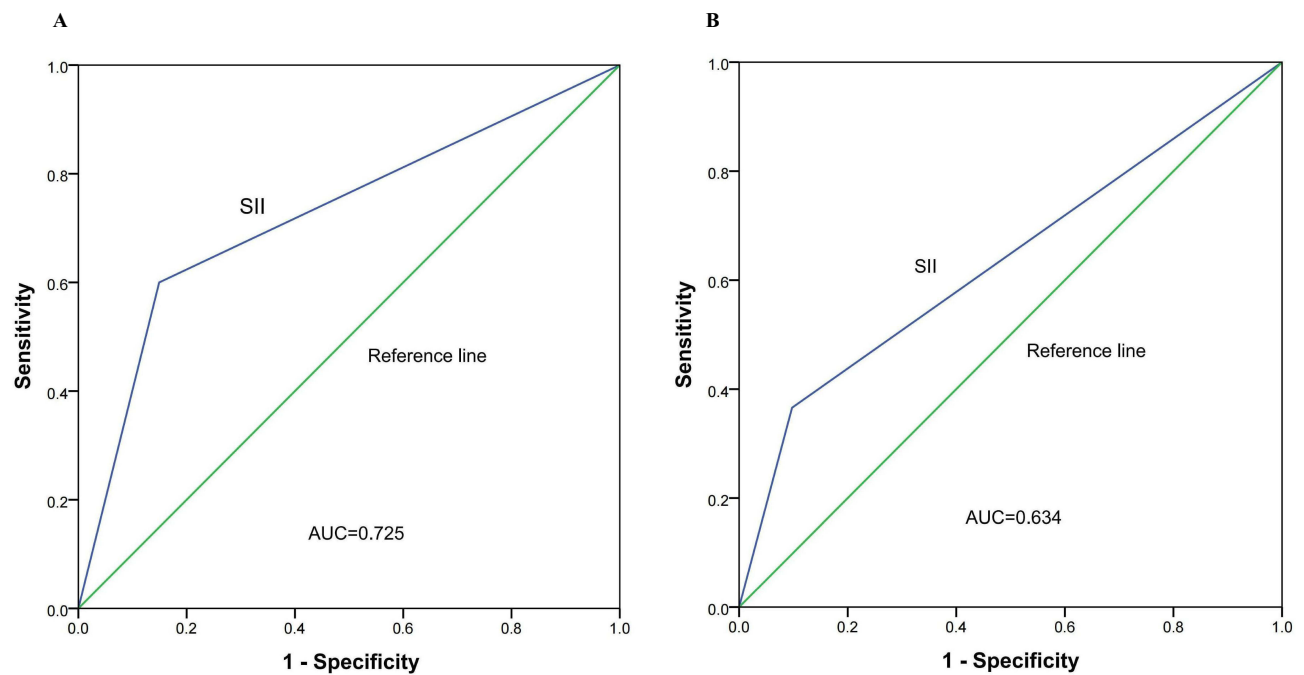 A
1.0
0.8
0.6
0.4
0.2
0.0
Sensitivity
SII
Reference line
AUC=0.725
0.0 0.2 0.4 0.6 0.8 1.0
1 - Specificity
B
1.0
0.8
0.6
0.4
0.2
0.0
Sensitivity
SII
Reference line
AUC=0.634
0.0 0.2 0.4 0.6 0.8 1.0
1 - Specificity